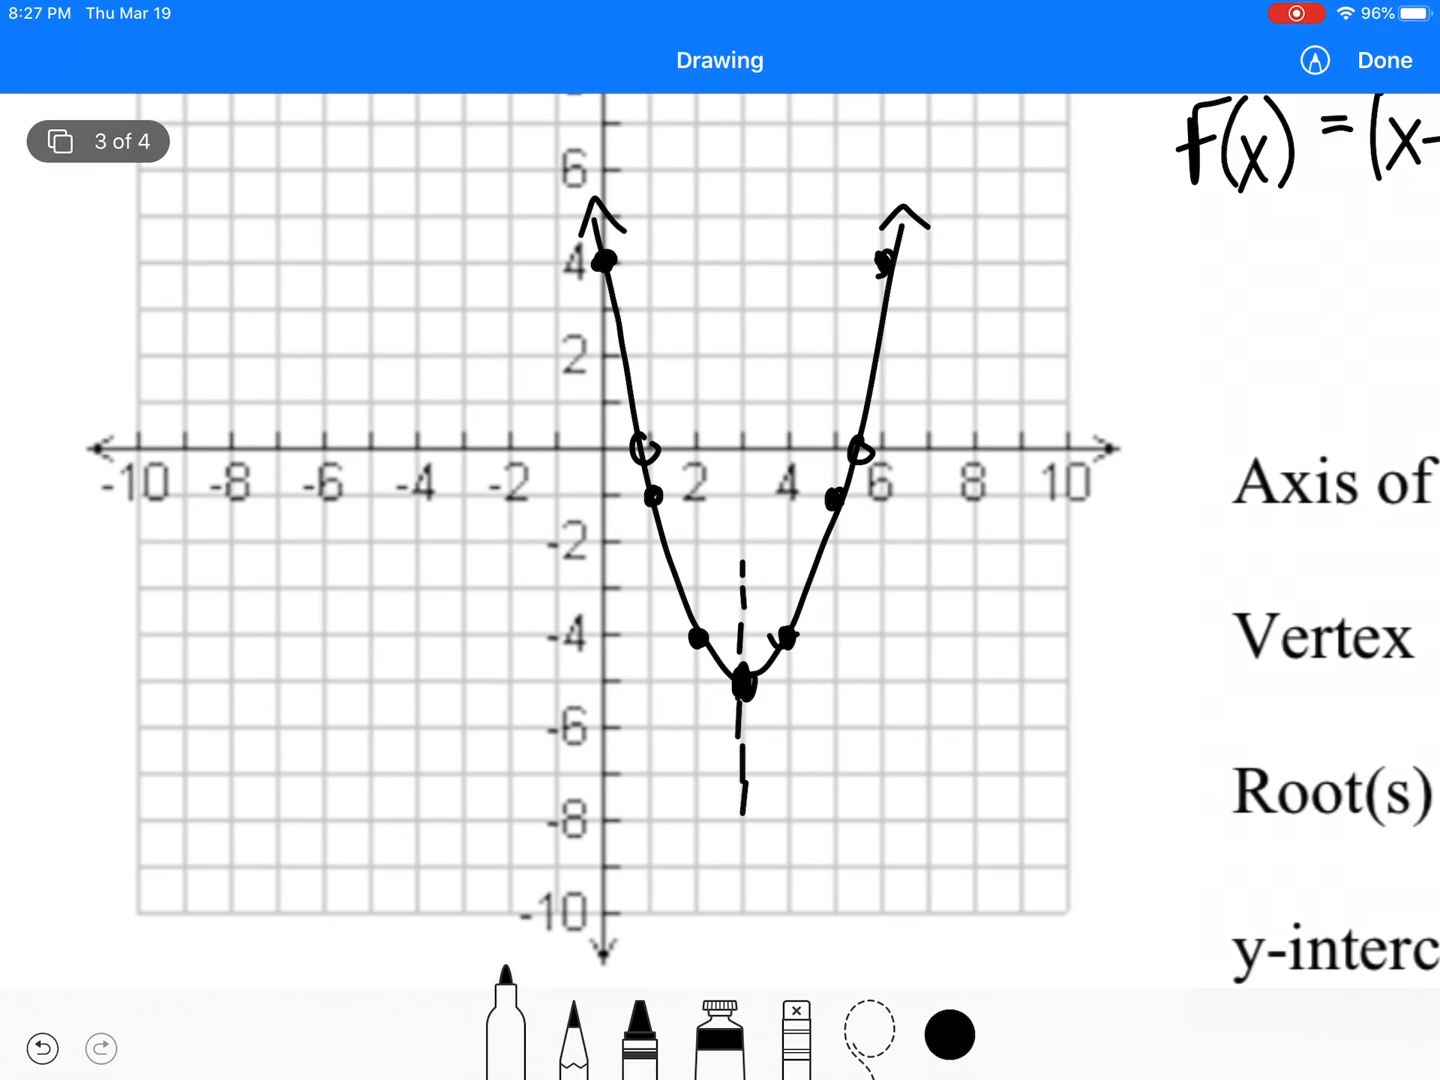 8:27 PM Thu Mar 19 96%
Drawing Done
3 of 4
F(x) = (x-
6
4
2
-10 -8 -6 -4 -2 2 4 6 8 10
-2
-4
-6
-8
-10
Axis of
Vertex
Root(s)
y-interc